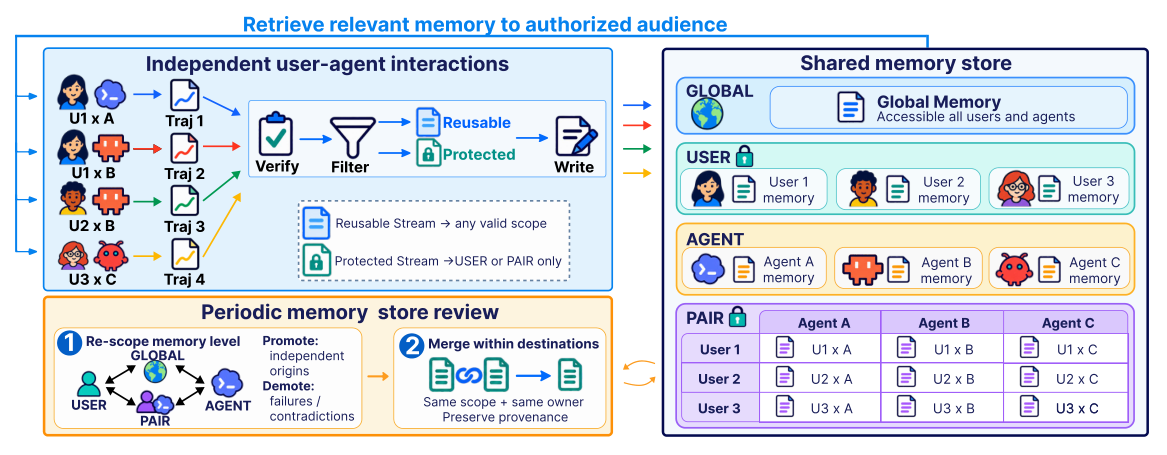 Retrieve relevant memory to authorized audience
Independent user-agent interactions
U1 x A
Traj 1
U1 x B
Traj 2
U2 x B
Traj 3
U3 x C
Traj 4
Verify
Filter
Reusable
Protected
Write
Reusable Stream → any valid scope
Protected Stream →USER or PAIR only
Periodic memory store review
1
Re-scope memory level
GLOBAL
USER
AGENT
PAIR
Promote:
independent
origins
Demote:
failures /
contradictions
2
Merge within destinations
Same scope + same owner
Preserve provenance
Shared memory store
GLOBAL
Global Memory
Accessible all users and agents
USER
User 1
memory
User 2
memory
User 3
memory
AGENT
Agent A
memory
Agent B
memory
Agent C
memory
PAIR
Agent A
Agent B
Agent C
User 1
U1 x A
U1 x B
U1 x C
User 2
U2 x A
U2 x B
U2 x C
User 3
U3 x A
U3 x B
U3 x C